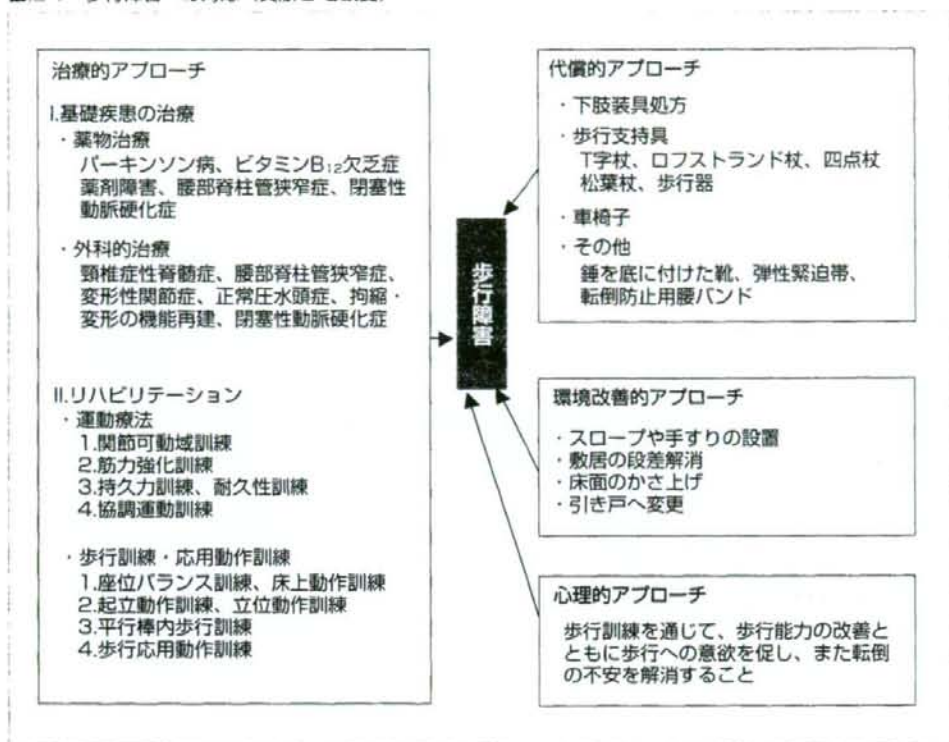 治療的アプローチ
I.基礎疾患の治療
・薬物治療
パーキンソン病、ビタミンB₁₂欠乏症
薬剤障害、腰部脊柱管狭窄症、閉塞性
動脈硬化症
・外科的治療
頸椎症性脊髄症、腰部脊柱管狭窄症、
変形性関節症、正常圧水頭症、拘縮・
変形の機能再建、閉塞性動脈硬化症
II.リハビリテーション
・運動療法
1.関節可動域訓練
2.筋力強化訓練
3.持久力訓練、耐久性訓練
4.協調運動訓練
・歩行訓練・応用動作訓練
1.座位バランス訓練、床上動作訓練
2.起立動作訓練、立位動作訓練
3.平行棒内歩行訓練
4.歩行応用動作訓練
歩行障害
代償的アプローチ
・下肢装具処方
・歩行支持具
T字杖、ロフストランド杖、四点杖
松葉杖、歩行器
・車椅子
・その他
錘を底に付けた靴、弾性緊迫帯、
転倒防止用腰バンド
環境改善的アプローチ
・スロープや手すりの設置
・敷居の段差解消
・床面のかさ上げ
・引き戸へ変更
心理的アプローチ
歩行訓練を通じて、歩行能力の改善と
ともに歩行への意欲を促し、また転倒
の不安を解消すること